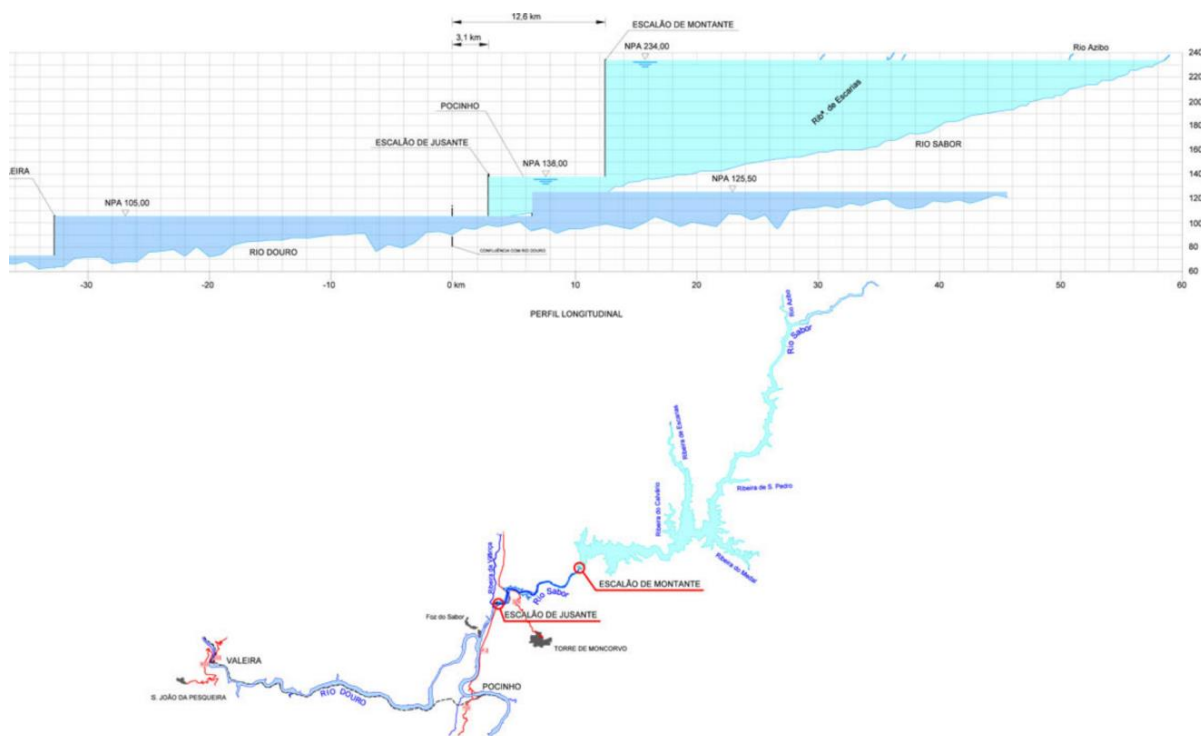 12,6 km
ESCALÃO DE MONTANTE
3,1 km
NPA 234,00
Rio Azibo
240
220
200
180
160
140
120
100
80
60
Ribª. de Escarias
POCINHO
RIO SABOR
ESCALÃO DE JUSANTE
NPA 138,00
EIRA
NPA 125,50
NPA 105,00
RIO DOURO
CONFLUÊNCIA COM RIO DOURO
-30
-20
-10
0 km
10
20
30
40
50
60
PERFIL LONGITUDINAL
Rio Azibo
Rio Sabor
Ribeira de Escarias
Ribeira de S. Pedro
Ribeira do Calvário
Ribeira do Medal
Ribeira da Vilariça
ESCALÃO DE MONTANTE
Rio Sabor
ESCALÃO DE JUSANTE
Foz do Sabor
TORRE DE MONCORVO
VALEIRA
S. JOÃO DA PESQUEIRA
RIO DOURO
POCINHO